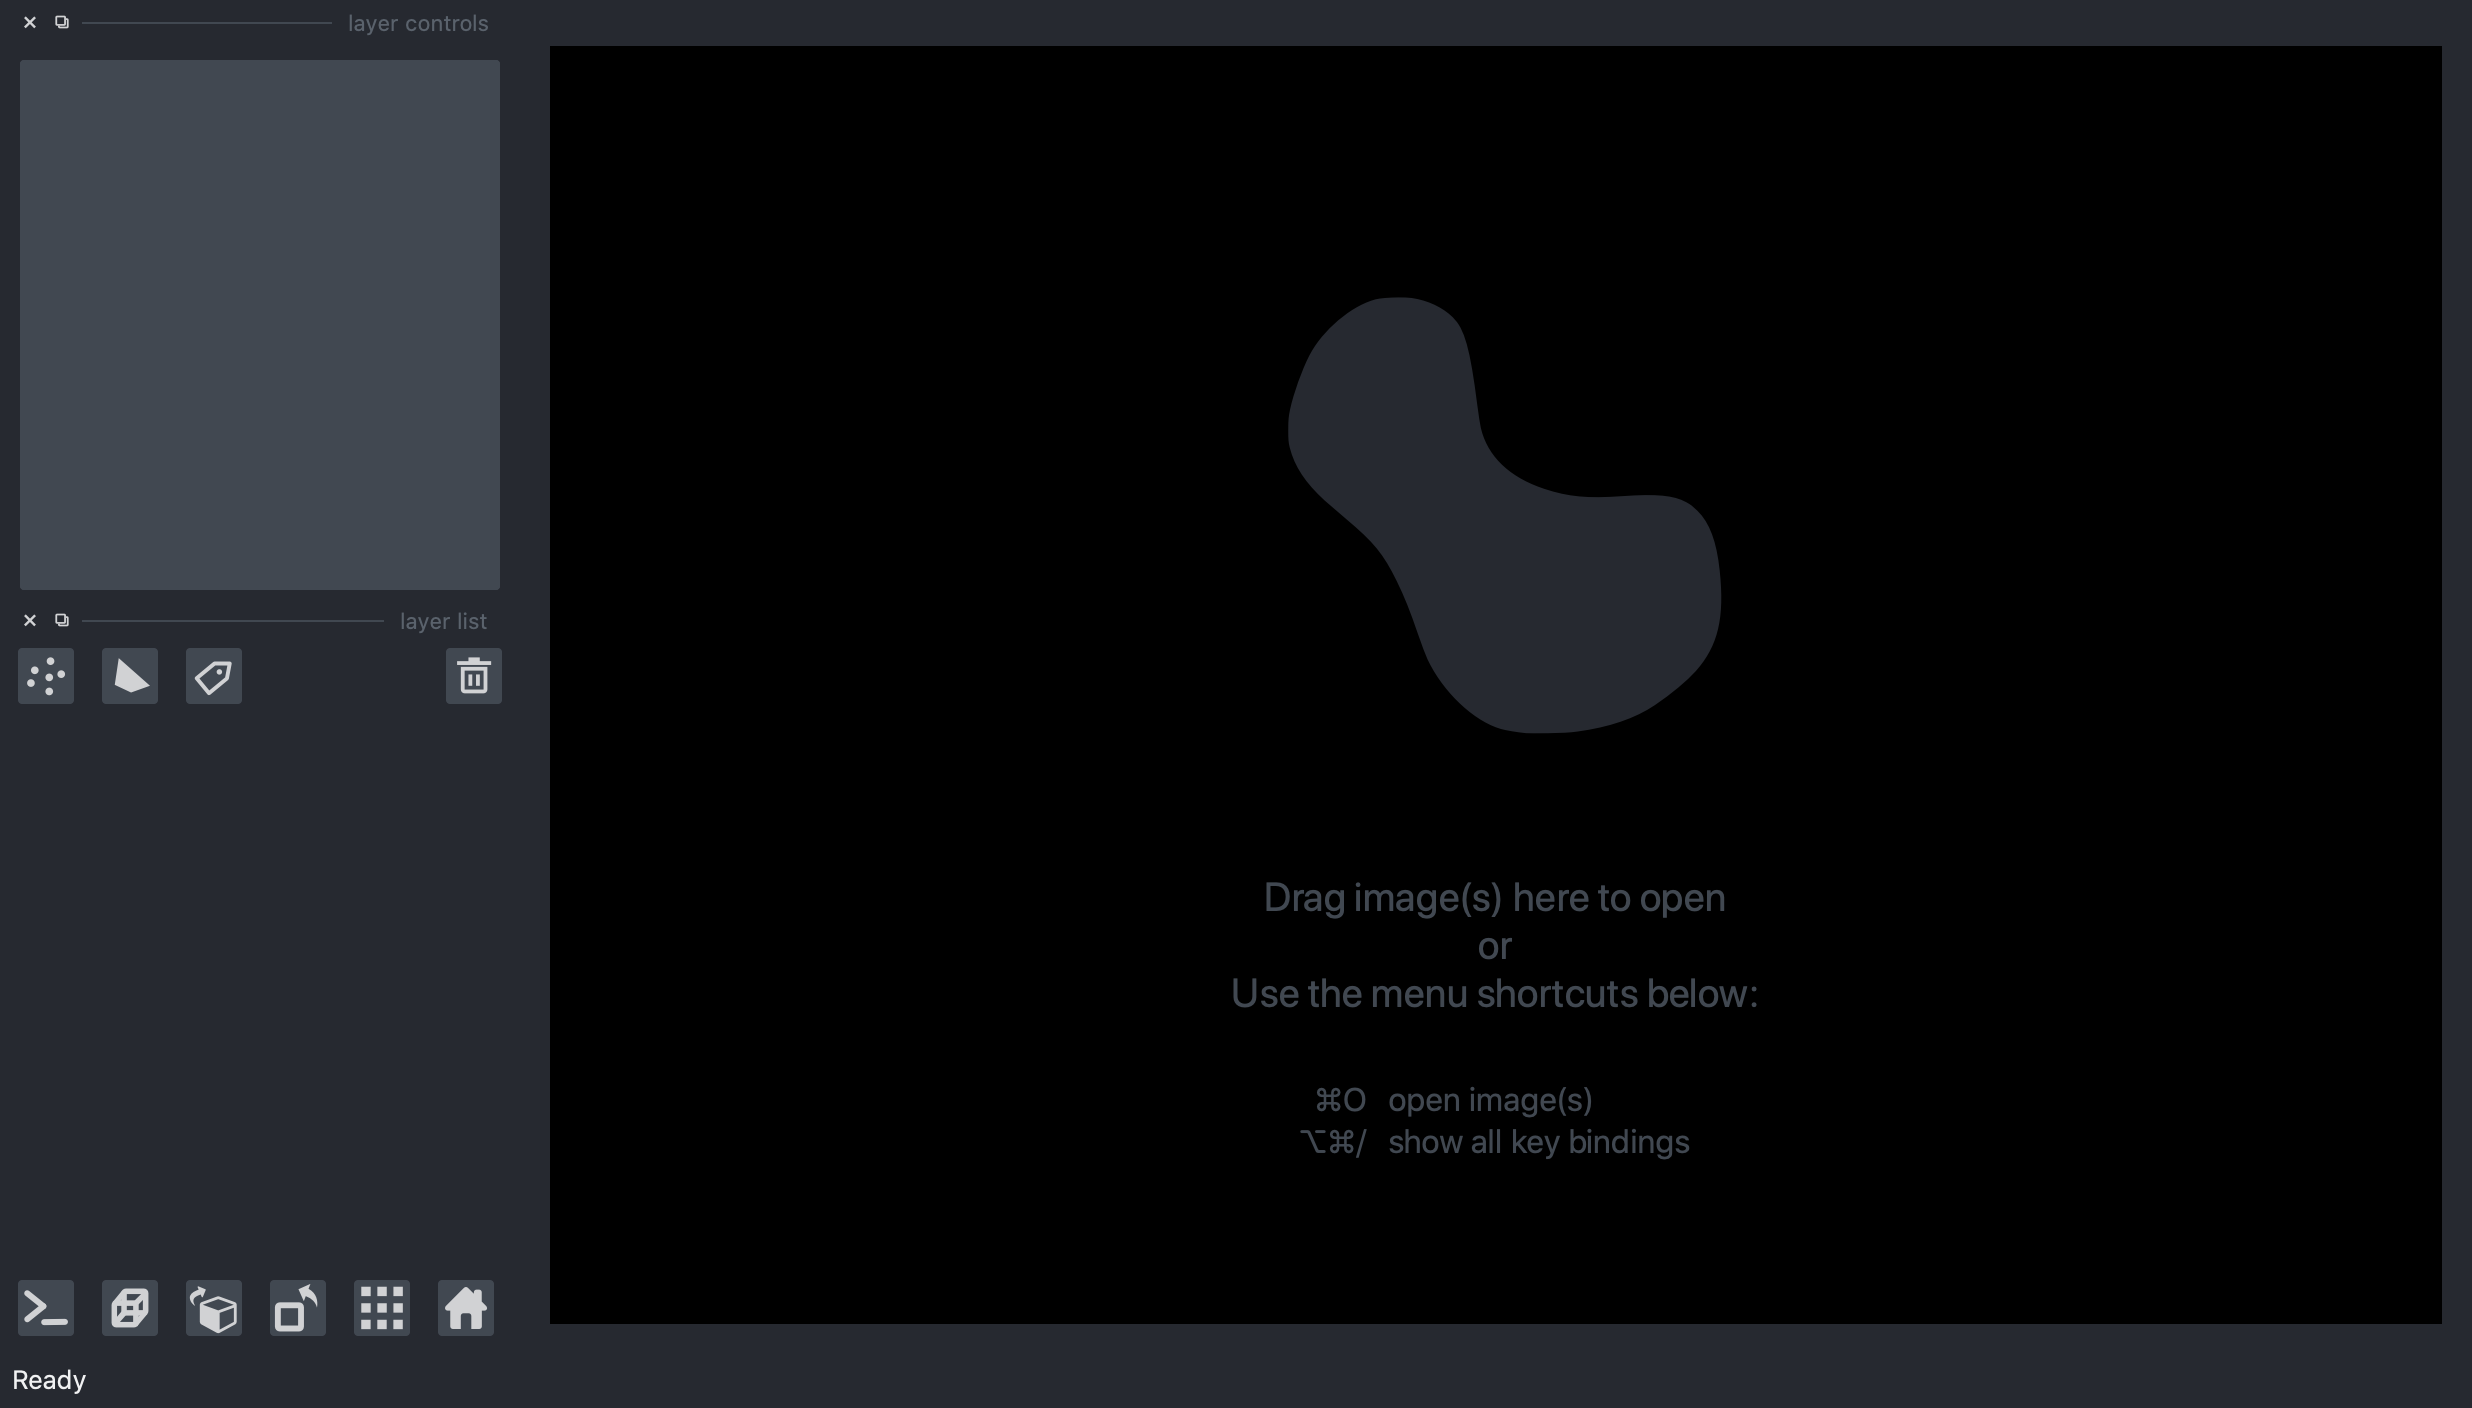 layer controls
layer list
Drag image(s) here to open
or
Use the menu shortcuts below:
⌘O open image(s)
⌥⌘/ show all key bindings
Ready